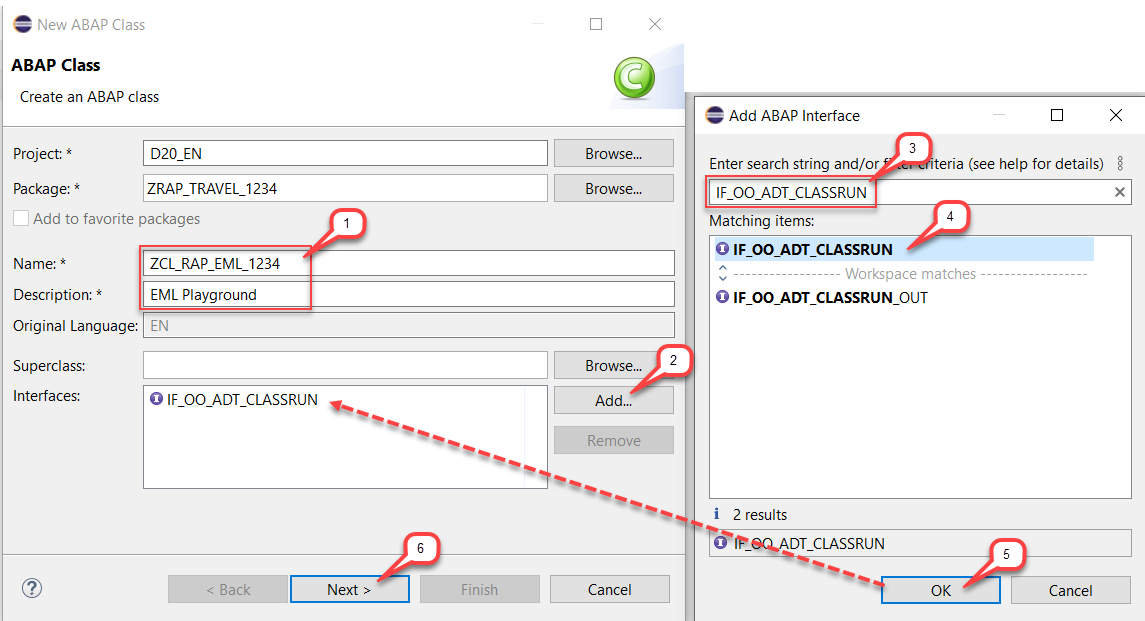 New ABAP Class
ABAP Class
Create an ABAP class
Project: * D20_EN Browse...
Package: * ZRAP_TRAVEL_1234 Browse...
Add to favorite packages
1
Name: * ZCL_RAP_EML_1234
Description: * EML Playground
Original Language: EN
Superclass: Browse...
2
Interfaces: IF_OO_ADT_CLASSRUN Add...
Remove
6
? < Back Next > Finish Cancel
Add ABAP Interface
3
Enter search string and/or filter criteria (see help for details)
IF_OO_ADT_CLASSRUN
Matching items:
4
IF_OO_ADT_CLASSRUN
Workspace matches
IF_OO_ADT_CLASSRUN_OUT
2 results
IF_OO_ADT_CLASSRUN
5
OK Cancel